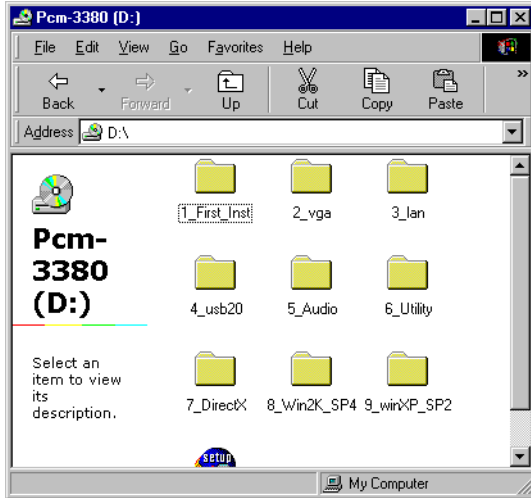 Pcm-3380 (D:)
File Edit View Go Favorites Help
»
Back Forward Up Cut Copy Paste
Address D:\
Pcm-
3380
(D:)
Select an
item to view
its
description.
1_First_Inst 2_vga 3_lan
4_usb20 5_Audio 6_Utility
7_DirectX 8_Win2K_SP4 9_winXP_SP2
setup
My Computer